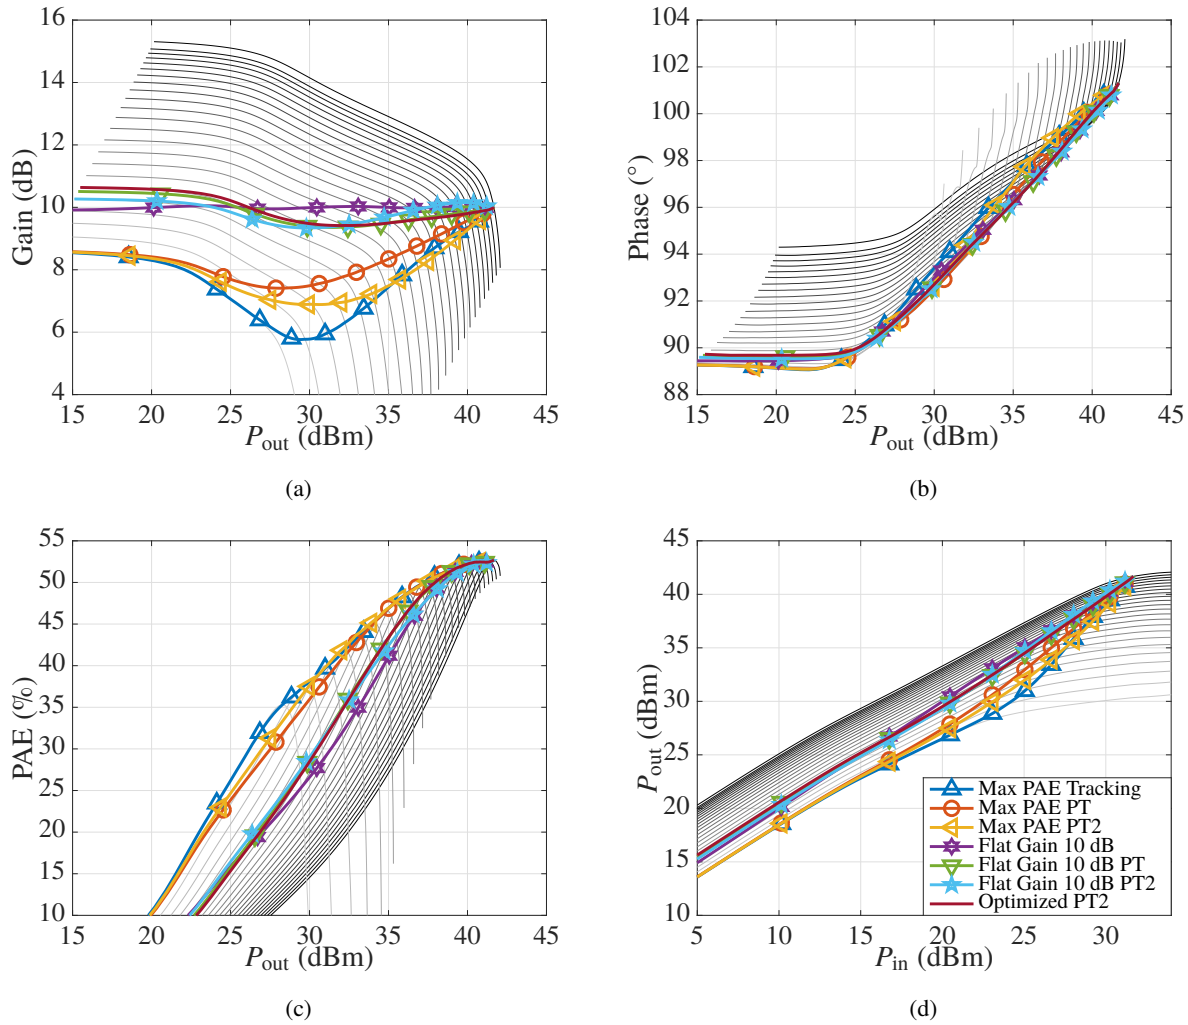 16
14
12
10
8
6
4
Gain (dB)
15 20 25 30 35 40 45
Pout (dBm)
(a)
104
102
100
98
96
94
92
90
88
Phase (°)
15 20 25 30 35 40 45
Pout (dBm)
(b)
55
50
45
40
35
30
25
20
15
10
PAE (%)
15 20 25 30 35 40 45
Pout (dBm)
(c)
45
40
35
30
25
20
15
10
Pout (dBm)
Max PAE Tracking
Max PAE PT
Max PAE PT2
Flat Gain 10 dB
Flat Gain 10 dB PT
Flat Gain 10 dB PT2
Optimized PT2
5 10 15 20 25 30
Pin (dBm)
(d)